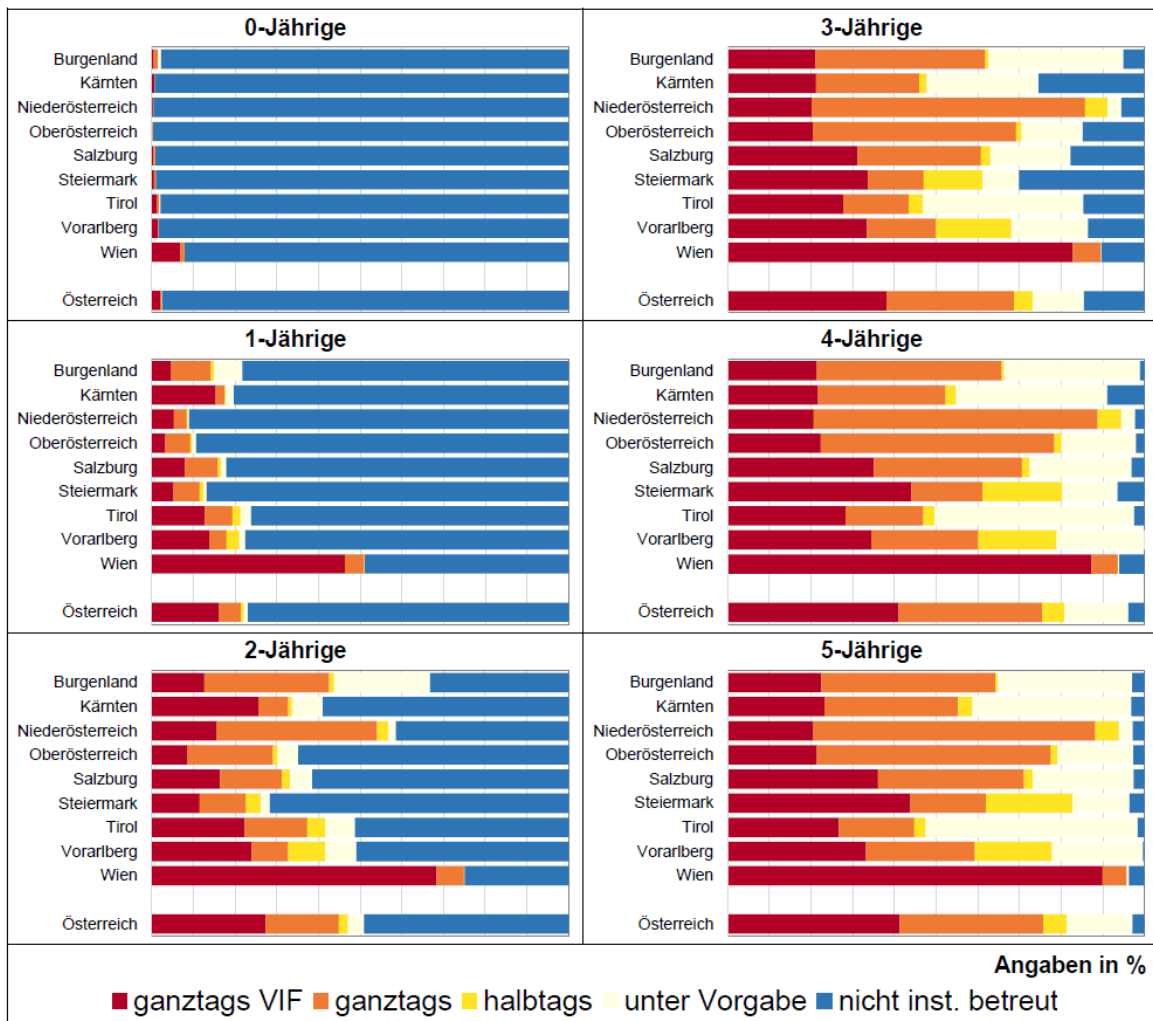 0-Jährige
Burgenland
Kärnten
Niederösterreich
Oberösterreich
Salzburg
Steiermark
Tirol
Vorarlberg
Wien
Österreich
3-Jährige
Burgenland
Kärnten
Niederösterreich
Oberösterreich
Salzburg
Steiermark
Tirol
Vorarlberg
Wien
Österreich
1-Jährige
Burgenland
Kärnten
Niederösterreich
Oberösterreich
Salzburg
Steiermark
Tirol
Vorarlberg
Wien
Österreich
4-Jährige
Burgenland
Kärnten
Niederösterreich
Oberösterreich
Salzburg
Steiermark
Tirol
Vorarlberg
Wien
Österreich
2-Jährige
Burgenland
Kärnten
Niederösterreich
Oberösterreich
Salzburg
Steiermark
Tirol
Vorarlberg
Wien
Österreich
5-Jährige
Burgenland
Kärnten
Niederösterreich
Oberösterreich
Salzburg
Steiermark
Tirol
Vorarlberg
Wien
Österreich
Angaben in %
ganztags VIF ganztags halbtags unter Vorgabe nicht inst. betreut